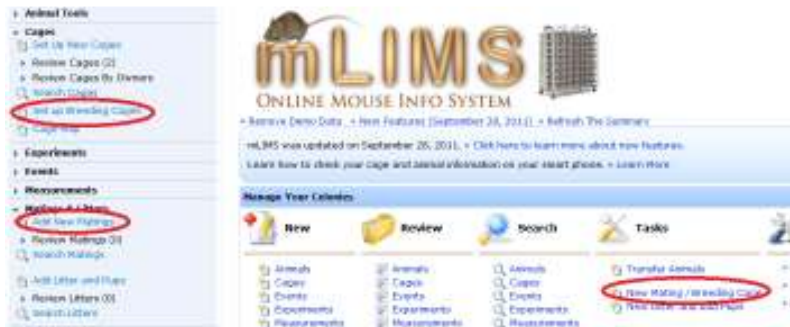 Animal Tools
Cages
Set Up New Cages
Review Cages (2)
Review Cages By Owners
Search Cages
Set up Breeding Cages
Cage Map
Experiments
Events
Measurements
Matings & Litters
Add New Matings
Review Matings (0)
Search Matings
Add Litter and Pups
Review Litters (0)
Search Litters
mLIMS
ONLINE MOUSE INFO SYSTEM
Remove Demo Data
New Features (September 28, 2011)
Refresh The Summary
mLIMS was updated on September 28, 2011.
Click here to learn more about new features.
Learn how to check your cage and animal information on your smart phone.
Learn More
Manage Your Colonies
New
Review
Search
Tasks
Animals
Animals
Animals
Transfer Animals
Cages
Cages
Cages
New Mating / Breeding Cage
Events
Events
Events
New Litter and Add Pups
Experiments
Experiments
Experiments
Measurements
Measurements
Measurements